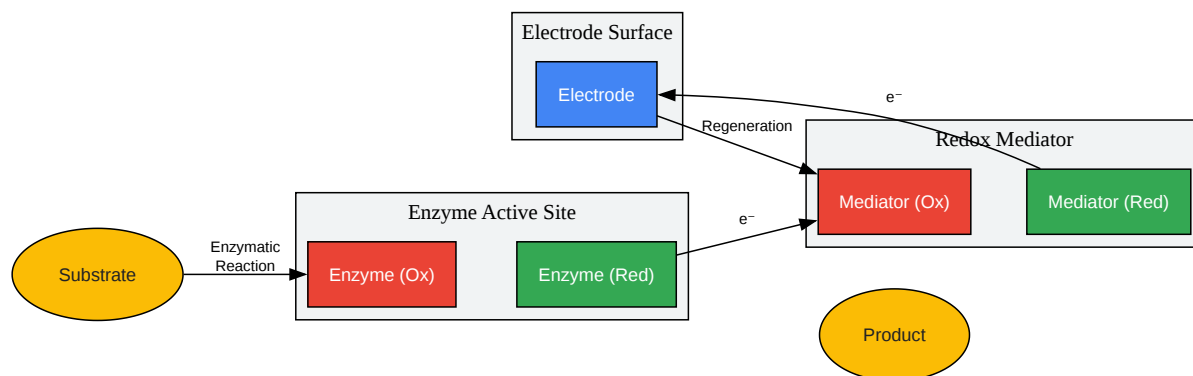 Electrode Surface
Electrode
e⁻
Regeneration
Redox Mediator
Mediator (Ox)
Mediator (Red)
Enzyme Active Site
e⁻
Enzymatic
Reaction
Substrate
Enzyme (Ox)
Enzyme (Red)
Product